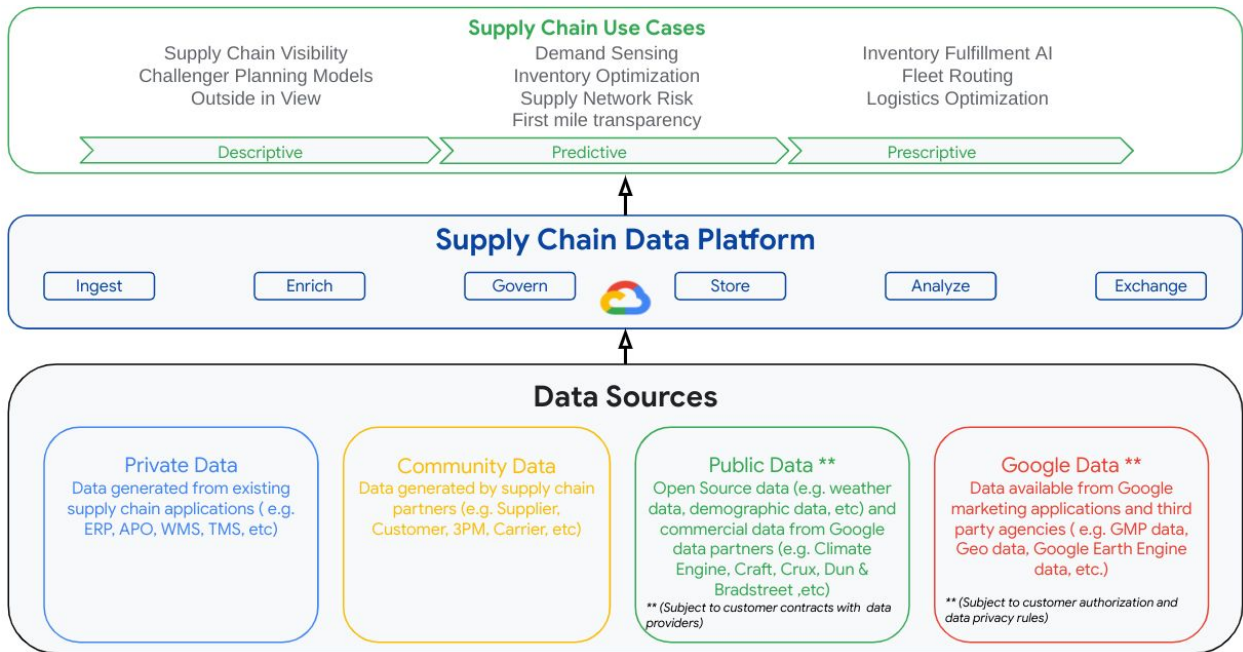 Supply Chain Use Cases
Supply Chain Visibility
Challenger Planning Models
Outside in View
Demand Sensing
Inventory Optimization
Supply Network Risk
First mile transparency
Inventory Fulfillment AI
Fleet Routing
Logistics Optimization
Descriptive
Predictive
Prescriptive
Supply Chain Data Platform
Ingest
Enrich
Govern
Store
Analyze
Exchange
Data Sources
Private Data
Data generated from existing
supply chain applications ( e.g.
ERP, APO, WMS, TMS, etc)
Community Data
Data generated by supply chain
partners (e.g. Supplier,
Customer, 3PM, Carrier, etc)
Public Data **
Open Source data (e.g. weather
data, demographic data, etc) and
commercial data from Google
data partners (e.g. Climate
Engine, Craft, Crux, Dun &
Bradstreet ,etc)
** (Subject to customer contracts with data
providers)
Google Data **
Data available from Google
marketing applications and third
party agencies ( e.g. GMP data,
Geo data, Google Earth Engine
data, etc.)
** (Subject to customer authorization and
data privacy rules)